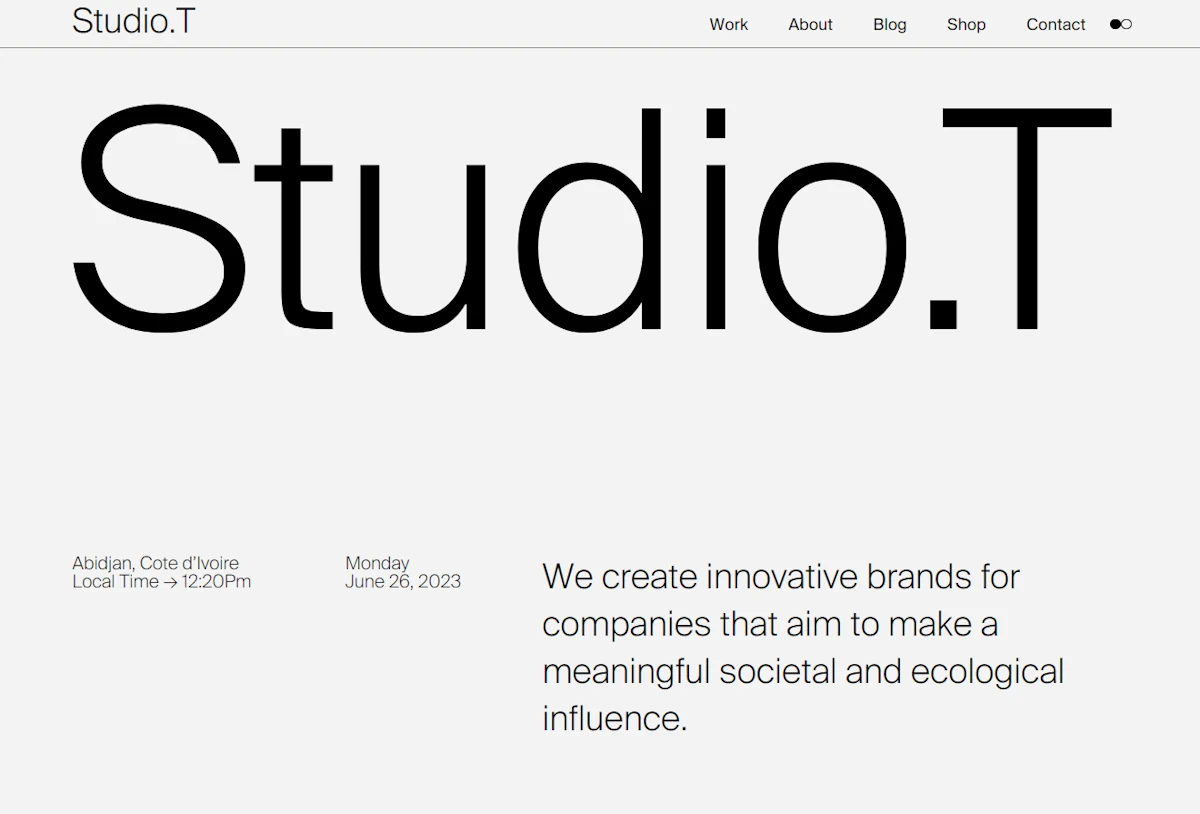 Studio.T
Work About Blog Shop Contact
Studio.T
Abidjan, Cote d'Ivoire
Local Time → 12:20Pm
Monday
June 26, 2023
We create innovative brands for
companies that aim to make a
meaningful societal and ecological
influence.